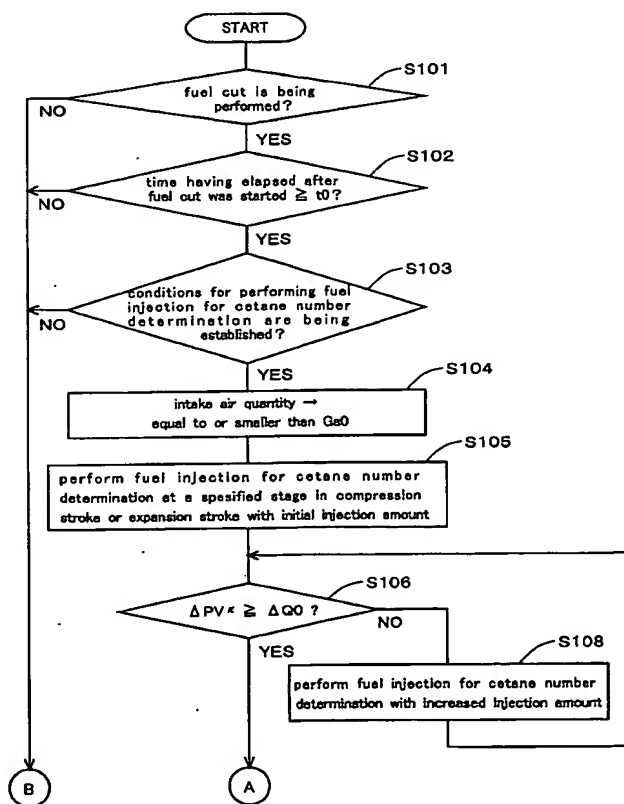 START
S101
fuel cut is being
performed?
NO
YES
S102
time having elapsed after
fuel cut was started ≧ t0?
NO
YES
S103
conditions for performing fuel
injection for cetane number
determination are being
established?
NO
YES
S104
intake air quantity →
equal to or smaller than Ga0
S105
perform fuel injection for cetane number
determination at a spesified stage in compression
stroke or expansion stroke with initial injection amount
S106
ΔPVκ ≧ ΔQ0 ?
NO
YES
S108
perform fuel injection for cetane number
determination with increased injection amount
B
A